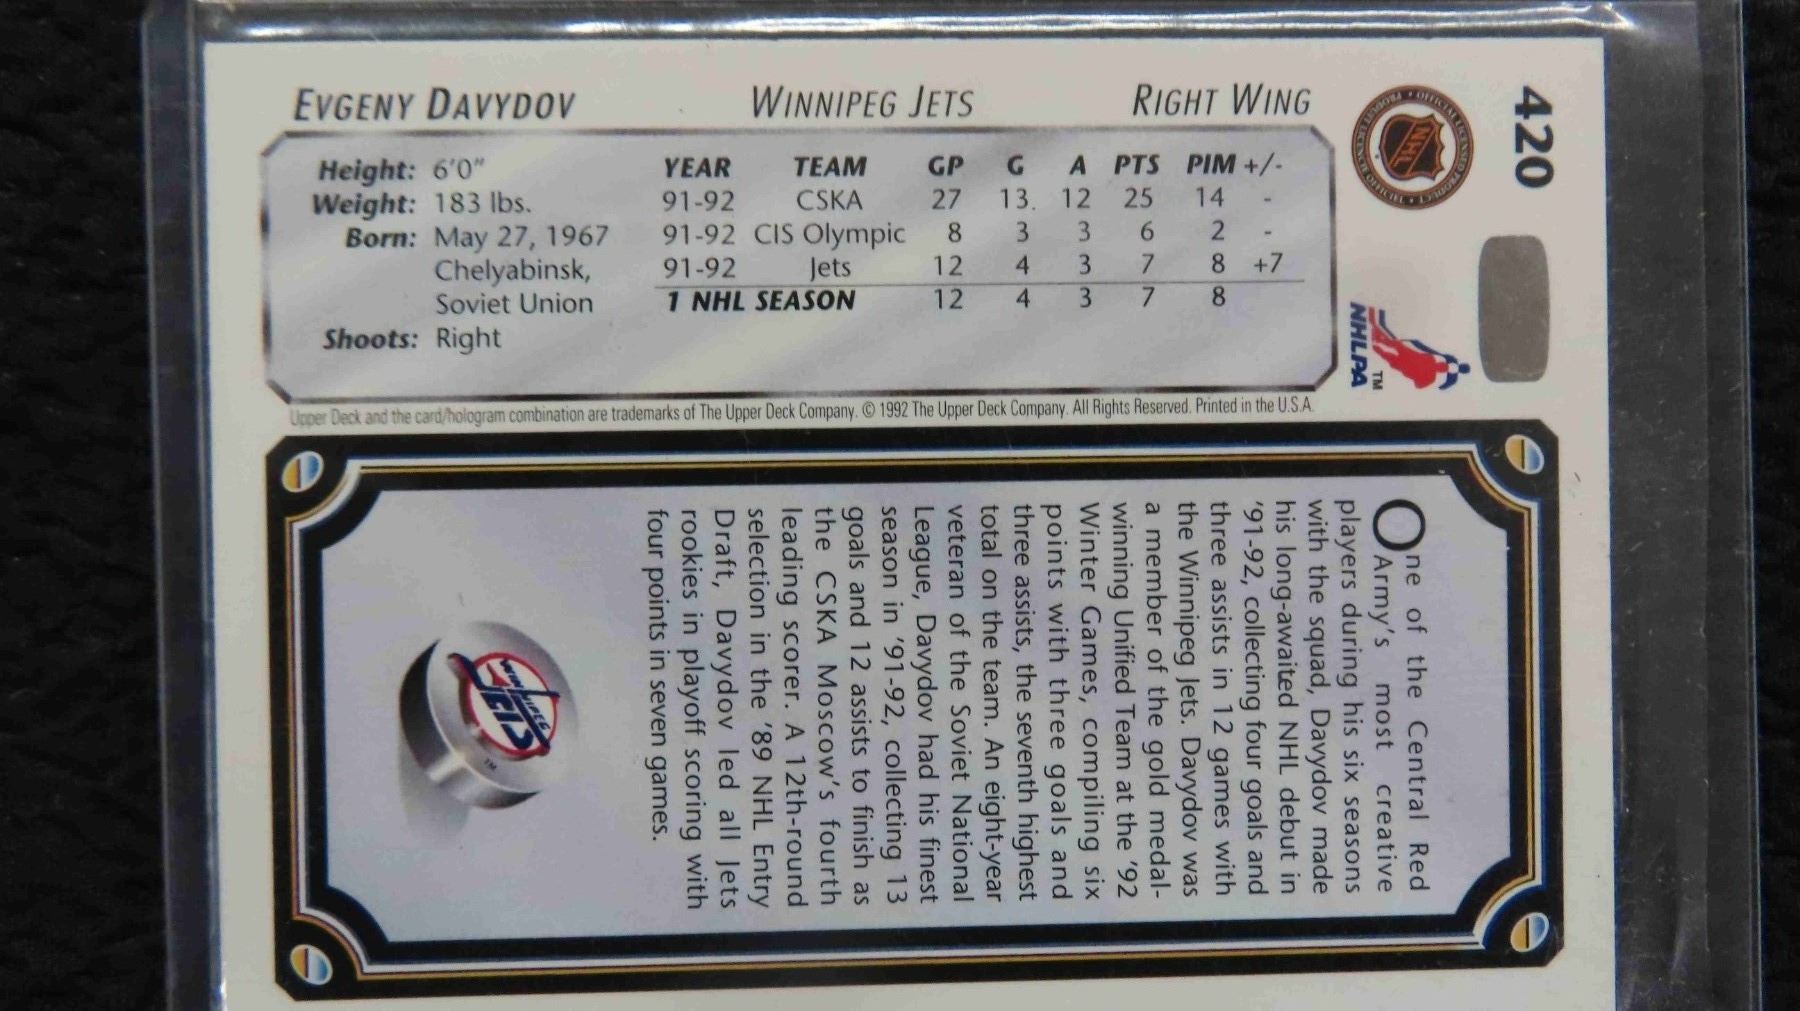 EVGENY DAVYDOV WINNIPEG JETS RIGHT WING
420
Height: 6'0"
Weight: 183 lbs.
Born: May 27, 1967
Chelyabinsk,
Soviet Union
Shoots: Right
YEAR TEAM GP G A PTS PIM +/-
91-92 CSKA 27 13. 12 25 14 -
91-92 CIS Olympic 8 3 3 6 2 -
91-92 Jets 12 4 3 7 8 +7
1 NHL SEASON 12 4 3 7 8
NHL
NHLPA TM
Upper Deck and the card/hologram combination are trademarks of The Upper Deck Company. © 1992 The Upper Deck Company. All Rights Reserved. Printed in the U.S.A.
One of the Central Red
Army's most creative
players during his six seasons
with the squad, Davydov made
his long-awaited NHL debut in
'91-92, collecting four goals and
three assists in 12 games with
the Winnipeg Jets. Davydov was
a member of the gold medal-
winning Unified Team at the '92
Winter Games, compiling six
points with three goals and
three assists, the seventh highest
total on the team. An eight-year
veteran of the Soviet National
League, Davydov had his finest
season in '91-92, collecting 13
goals and 12 assists to finish as
the CSKA Moscow's fourth
leading scorer. A 12th-round
selection in the '89 NHL Entry
Draft, Davydov led all Jets
rookies in playoff scoring with
four points in seven games.
WINNIPEG
JETS
TM